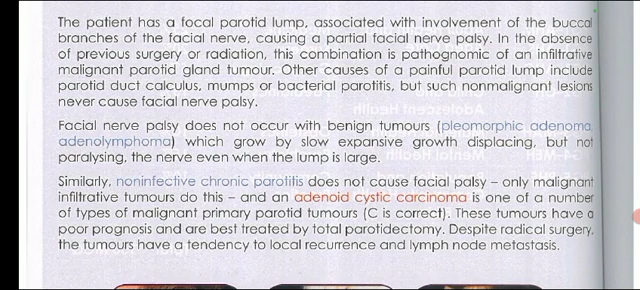 The patient has a focal parotid lump, associated with involvement of the buccal
branches of the facial nerve, causing a partial facial nerve palsy. In the absence
of previous surgery or radiation, this combination is pathognomic of an infiltrative
malignant parotid gland tumour. Other causes of a painful parotid lump include
parotid duct calculus, mumps or bacterial parotitis, but such nonmalignant lesions
never cause facial nerve palsy.
Facial nerve palsy does not occur with benign tumours (pleomorphic adenoma,
adenolymphoma) which grow by slow expansive growth displacing, but not
paralysing, the nerve even when the lump is large.
Similarly, noninfective chronic parotitis does not cause facial palsy – only malignant
infiltrative tumours do this – and an adenoid cystic carcinoma is one of a number
of types of malignant primary parotid tumours (C is correct). These tumours have a
poor prognosis and are best treated by total parotidectomy. Despite radical surgery,
the tumours have a tendency to local recurrence and lymph node metastasis.